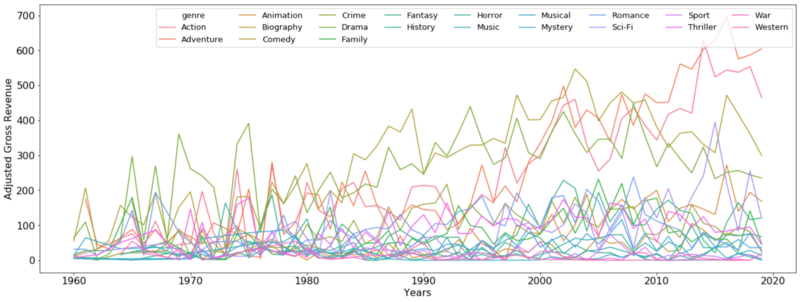 700
600
500
400
300
200
100
0
Adjusted Gross Revenue
genre Animation Crime Fantasy Horror Musical Romance Sport War
Action Biography Drama History Music Mystery Sci-Fi Thriller Western
Adventure Comedy Family
1960 1970 1980 1990 2000 2010 2020
Years